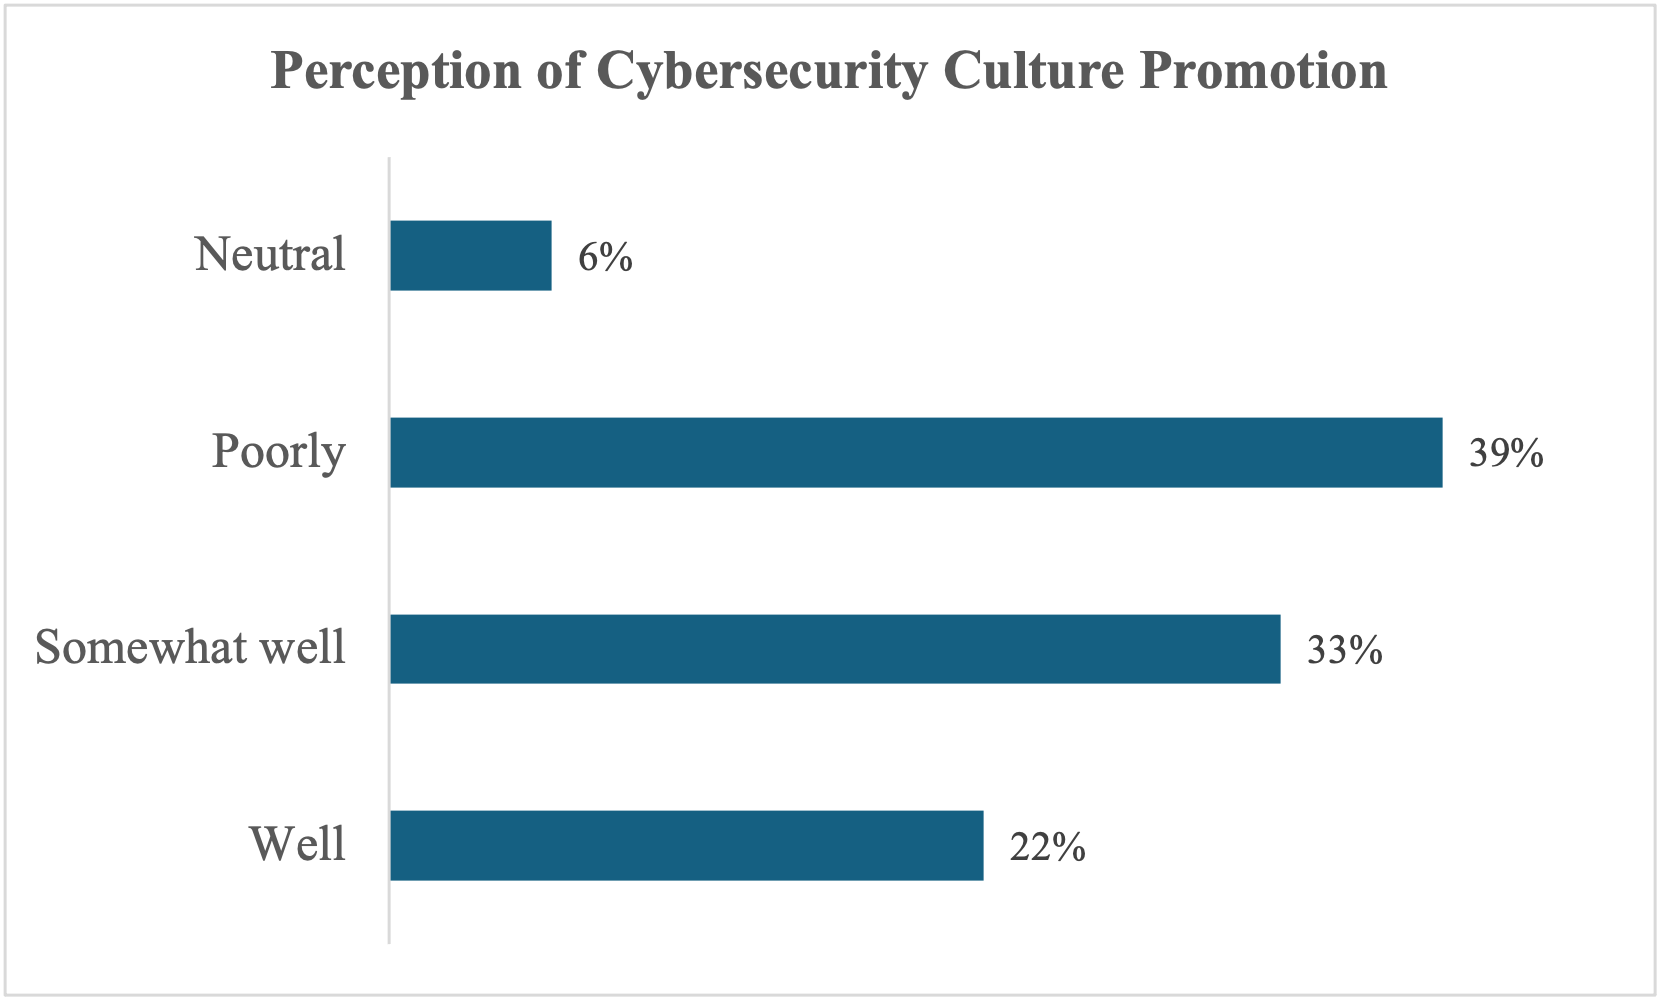 Perception of Cybersecurity Culture Promotion
Neutral 6%
Poorly 39%
Somewhat well 33%
Well 22%